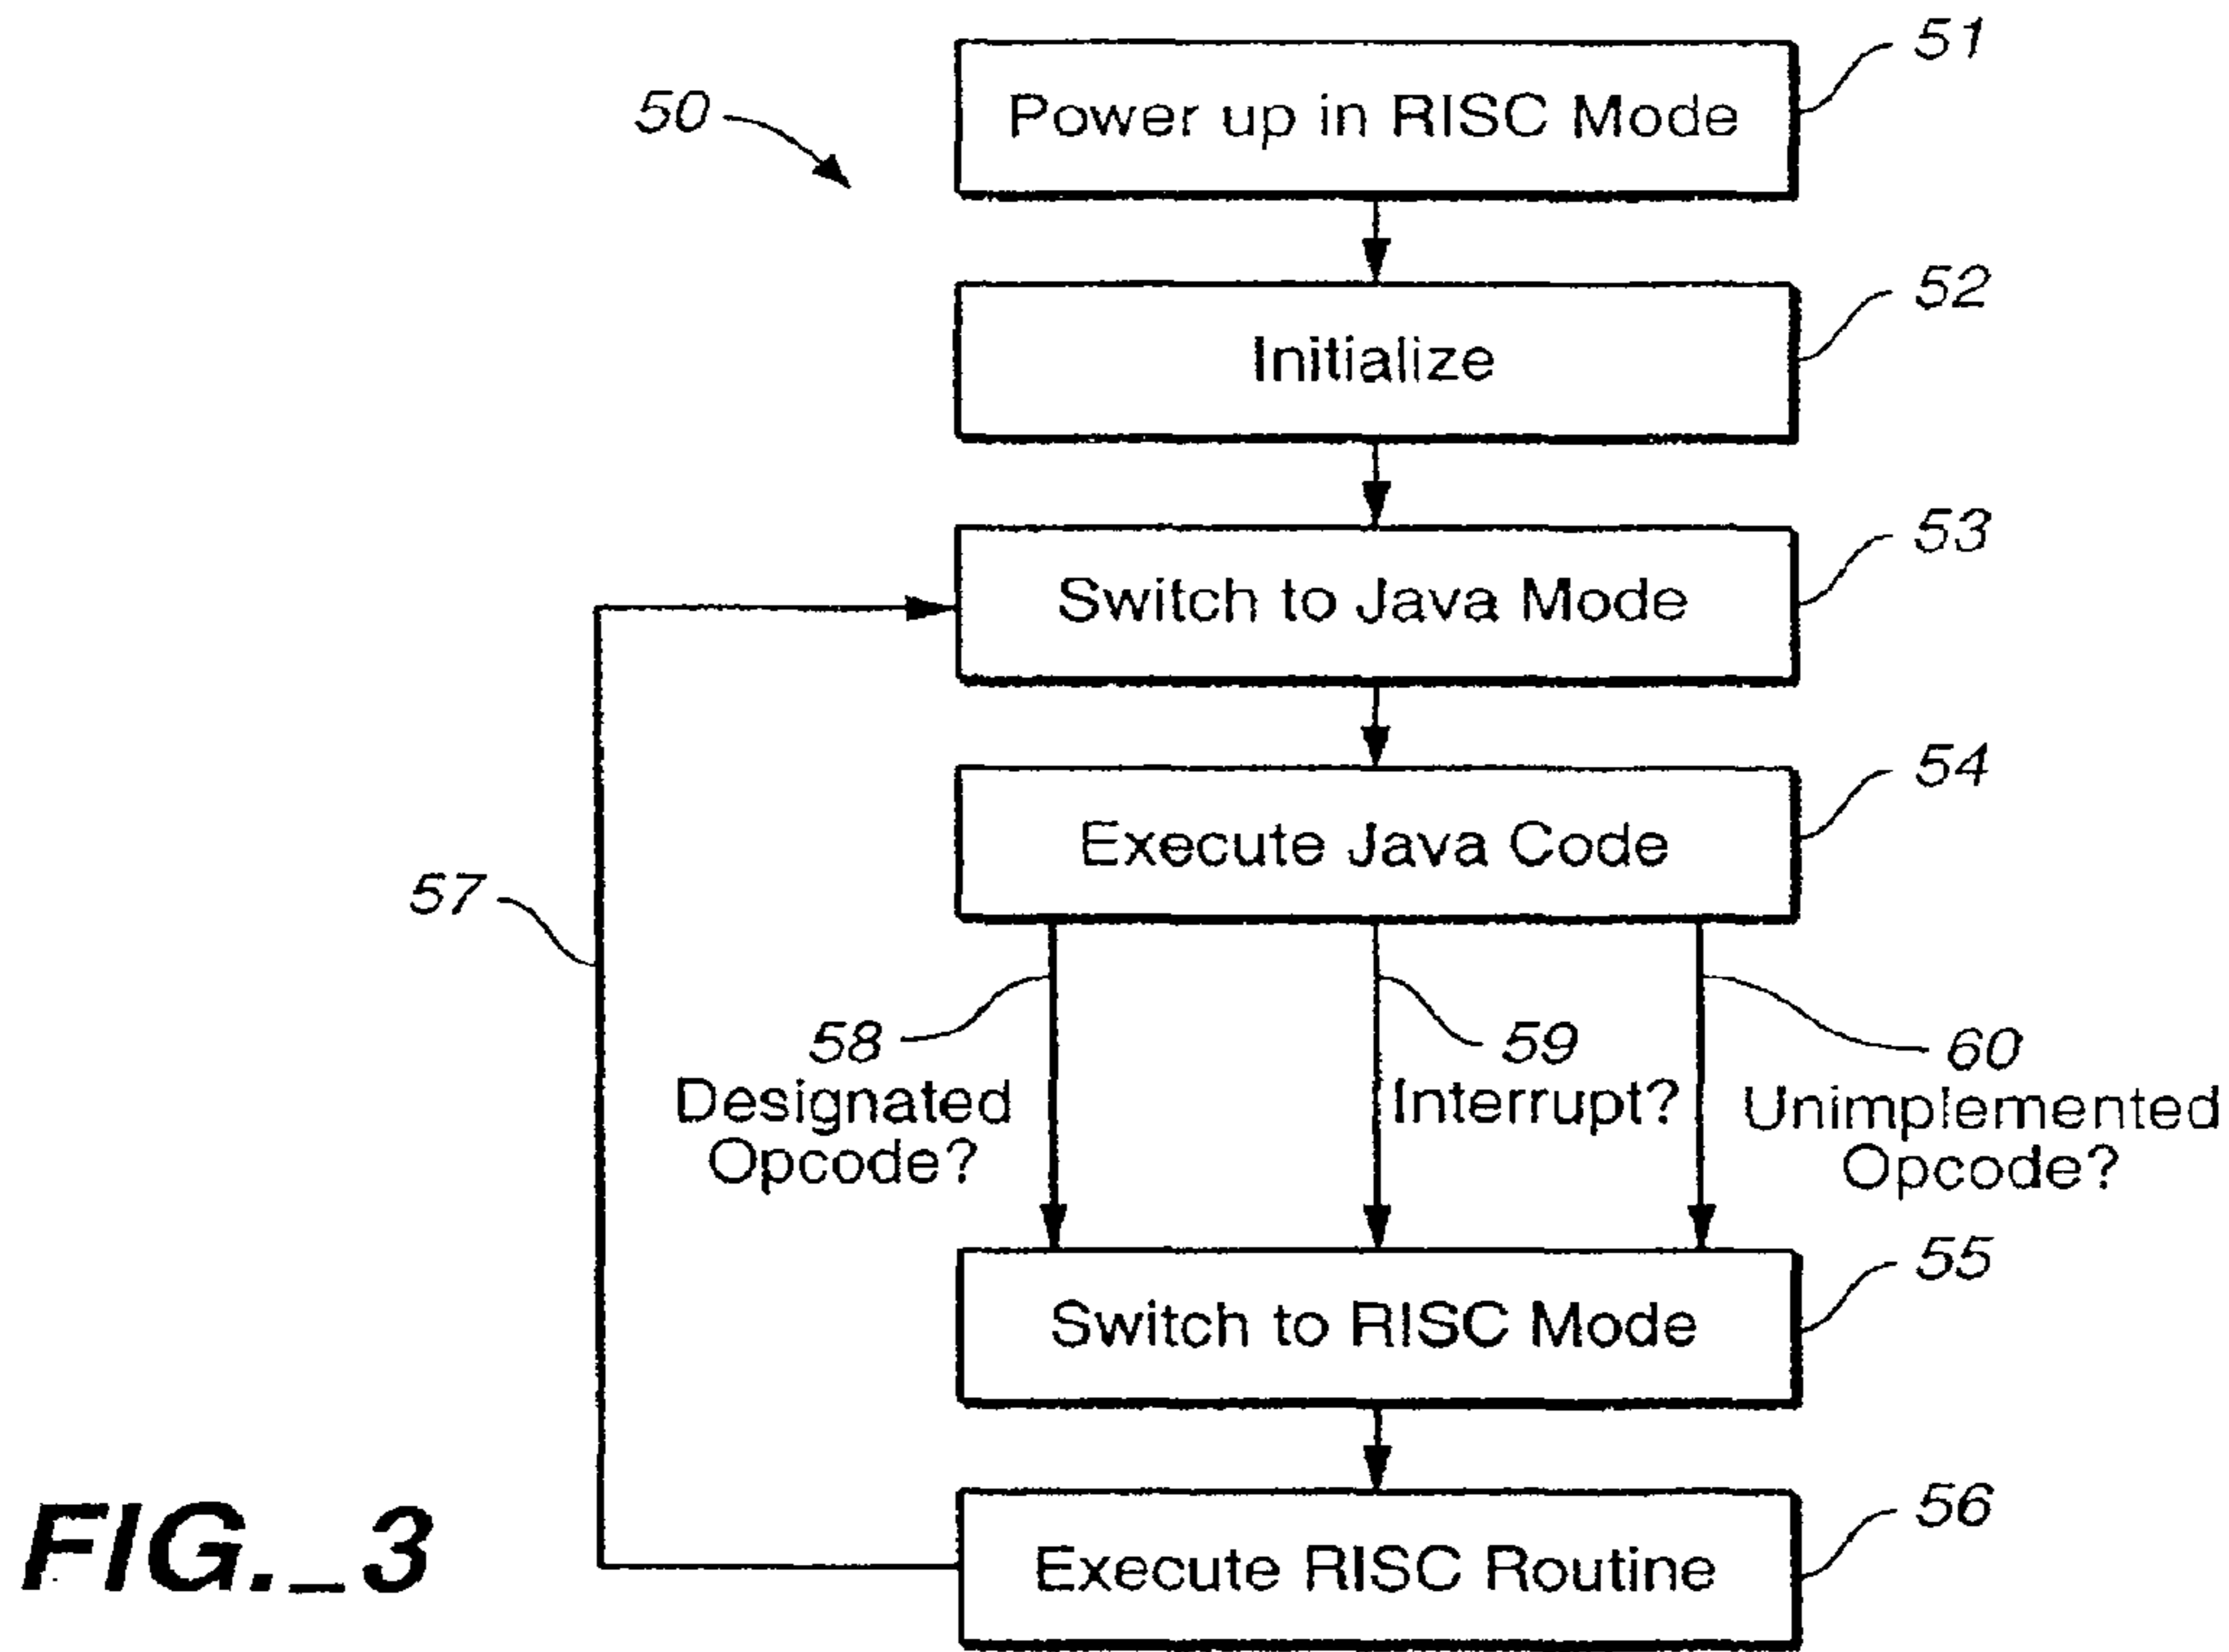 51
50
Power up in RISC Mode
52
Initialize
53
Switch to Java Mode
54
Execute Java Code
57
58
59
60
Designated
Opcode?
Interrupt?
Unimplemented
Opcode?
55
Switch to RISC Mode
56
Execute RISC Routine
FIG._3